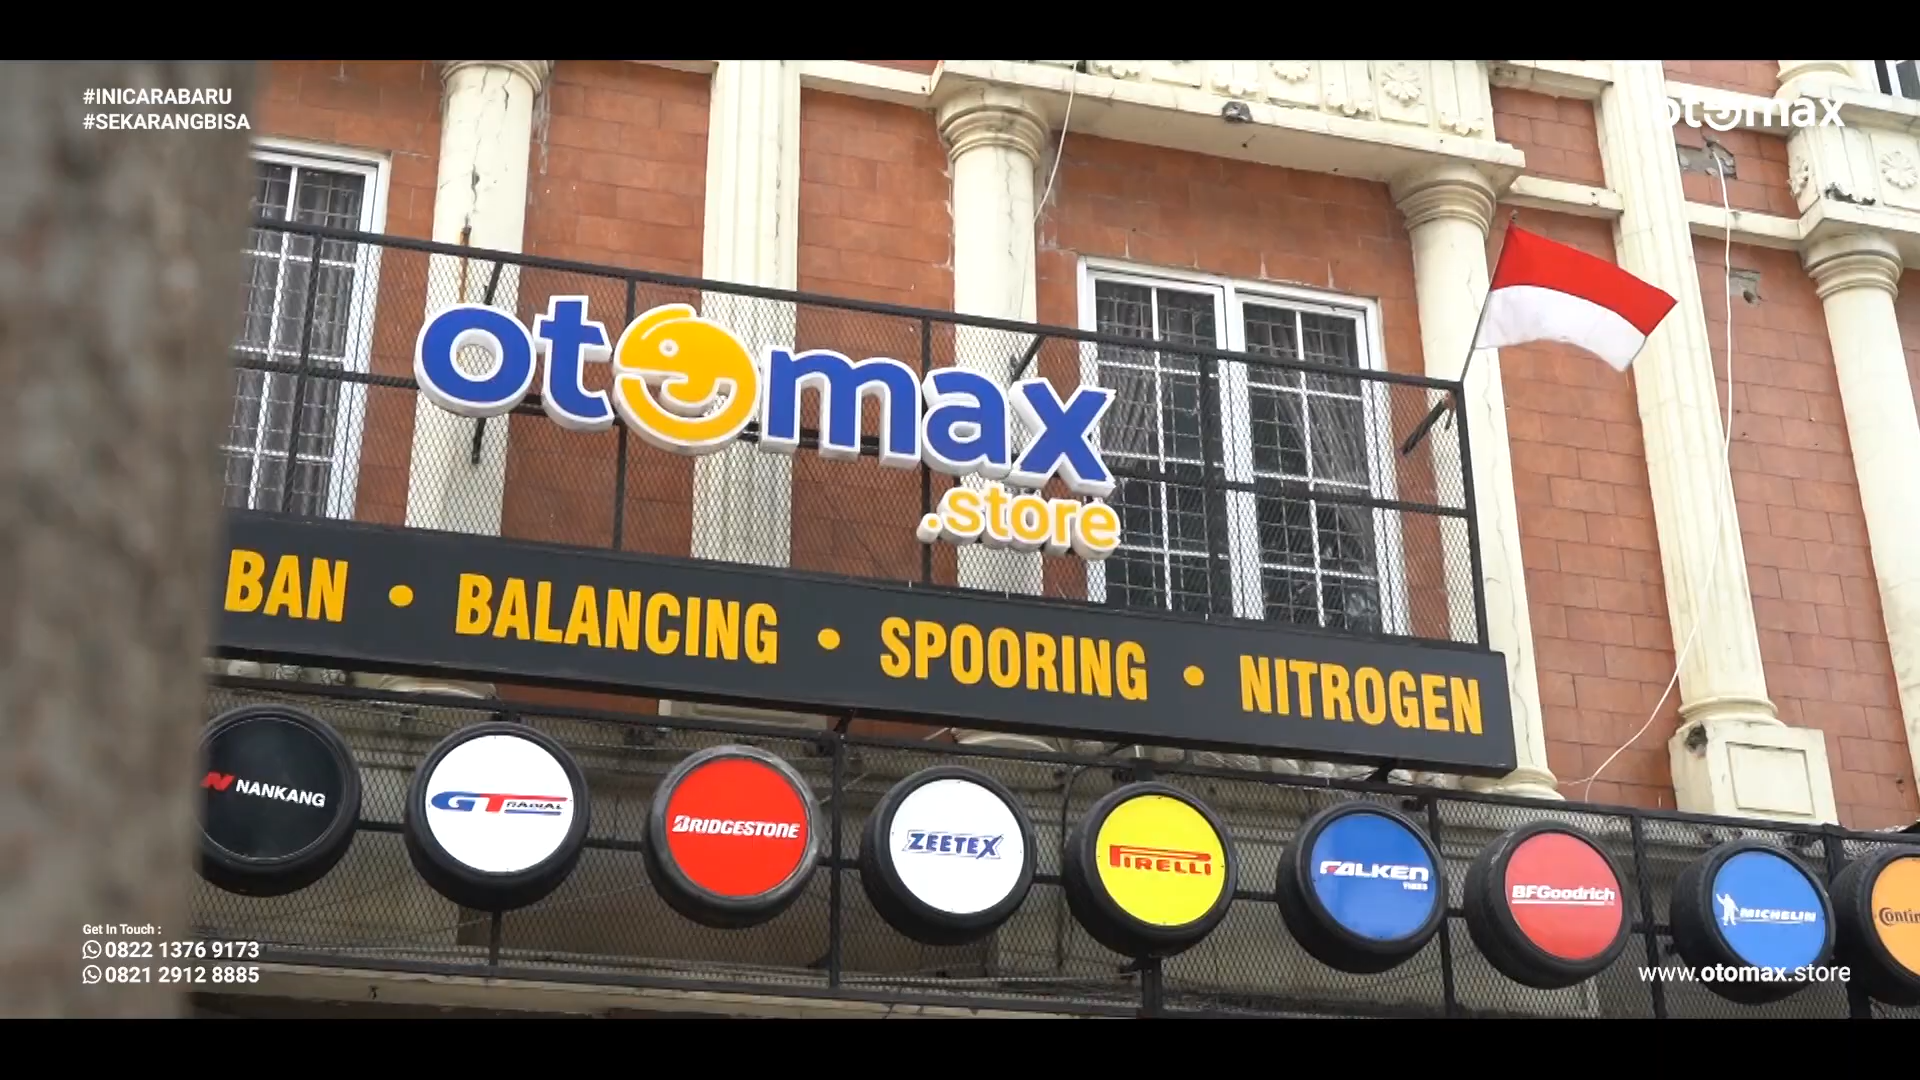 #INICARABARU
#SEKARANGBISA
otomax
otomax
.store
BAN • BALANCING • SPOORING • NITROGEN
NANKANG
GT RADIAL
BRIDGESTONE
ZEETEX
PIRELLI
FALKEN
TIRES
BFGoodrich
MICHELIN
Get In Touch :
0822 1376 9173
0821 2912 8885
www.otomax.store